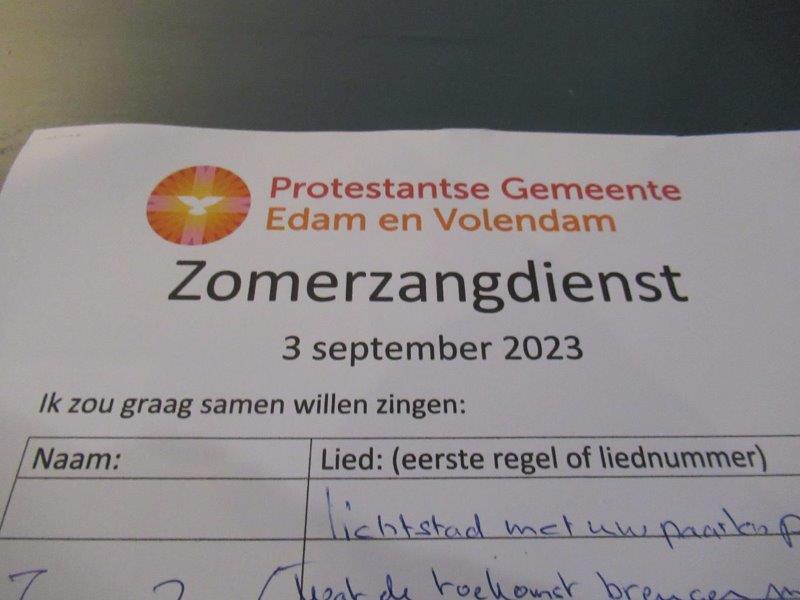 Protestantse Gemeente
Edam en Volendam
Zomerzangdienst
3 september 2023
Ik zou graag samen willen zingen:
Naam:
Lied: (eerste regel of liednummer)
lichtstad met uw
de toekomst brengen